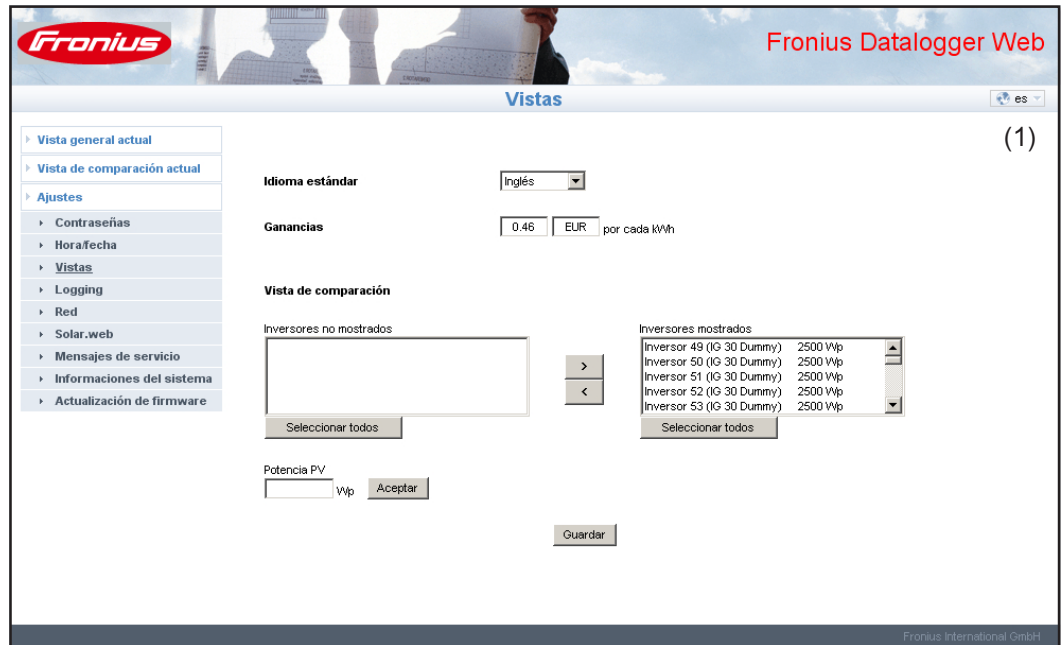 Fronius
Fronius Datalogger Web
Vistas
es
(1)
Vista general actual
Vista de comparación actual
Ajustes
Contraseñas
Hora/fecha
Vistas
Logging
Red
Solar.web
Mensajes de servicio
Informaciones del sistema
Actualización de firmware
Idioma estándar Inglés
Ganancias 0.46 EUR por cada kWh
Vista de comparación
Inversores no mostrados
Seleccionar todos
>
<
Inversores mostrados
Inversor 49 (IG 30 Dummy) 2500 Wp
Inversor 50 (IG 30 Dummy) 2500 Wp
Inversor 51 (IG 30 Dummy) 2500 Wp
Inversor 52 (IG 30 Dummy) 2500 Wp
Inversor 53 (IG 30 Dummy) 2500 Wp
Seleccionar todos
Potencia PV
Wp Aceptar
Guardar
Fronius International GmbH